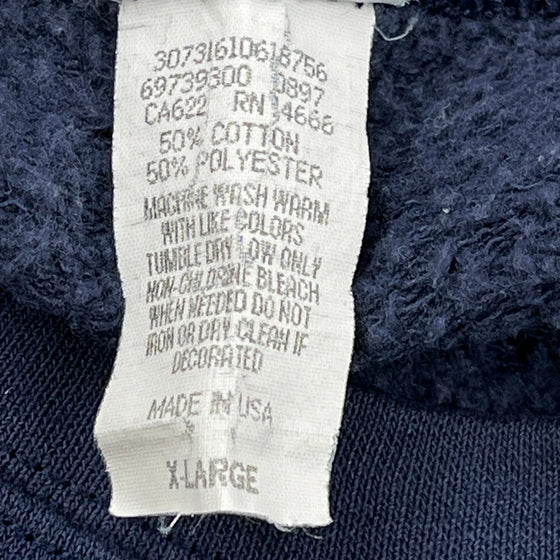 30731610618756
69739300 0897
CA622 RN 14666
50% COTTON
50% POLYESTER
MACHINE WASH WARM
WITH LIKE COLORS
TUMBLE DRY LOW ONLY
NON-CHLORINE BLEACH
WHEN NEEDED DO NOT
IRON OR DRY CLEAN IF
DECORATED
MADE IN USA
X-LARGE